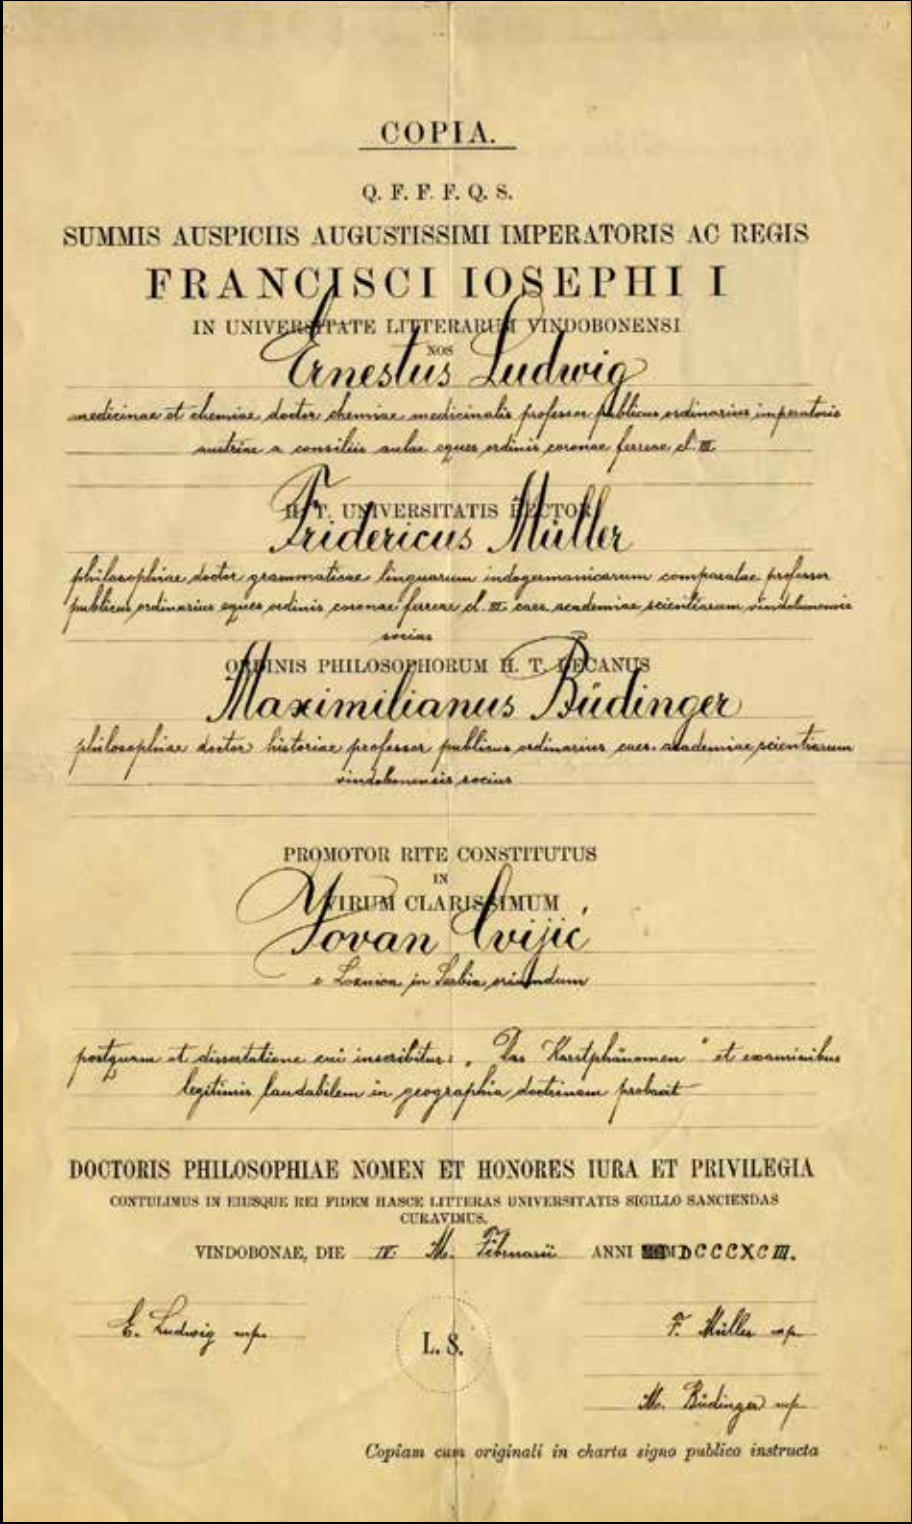 COPIA.
Q. F. F. F. Q. S.
SUMMIS AUSPICIIS AUGUSTISSIMI IMPERATORIS AC REGIS
FRANCISCI IOSEPHI I
IN UNIVERSITATE LITTERARUM VINDOBONENSI
NOS
Ernestus Ludwig
medicinae et chemiae doctor chemiae medicinalis professor publicus ordinarius imperatoris
austriae a consiliis aulae eques ordinis coronae ferreae cl. III.
H. T. UNIVERSITATIS RECTOR
Fridericus Müller
philosophiae doctor grammaticae linguarum indogermanicarum comparatae professor
publicus ordinarius eques ordinis coronae ferreae cl. III. caes. academiae scientiarum vindobonensis
socius
ORDINIS PHILOSOPHORUM H. T. DECANUS
Maximilianus Büdinger
philosophiae doctor historiae professor publicus ordinarius caes. academiae scientiarum
vindobonensis socius
PROMOTOR RITE CONSTITUTUS
IN
VIRUM CLARISSIMUM
Jovan Cvijić
e Loznica in Serbia oriundum
postquam et dissertatione cui inscribitur: „Das Karstphänomen" et examinibus
legitimis laudabilem in geographia doctrinam probavit
DOCTORIS PHILOSOPHIAE NOMEN ET HONORES IURA ET PRIVILEGIA
CONTULIMUS IN EIUSQUE REI FIDEM HASCE LITTERAS UNIVERSITATIS SIGILLO SANCIENDAS
CURAVIMUS.
VINDOBONAE, DIE IV. M. Februarii ANNI MDCCCXCIII.
E. Ludwig mp.
L. S.
F. Müller mp.
M. Büdinger mp.
Copiam cum originali in charta signo publico instructa